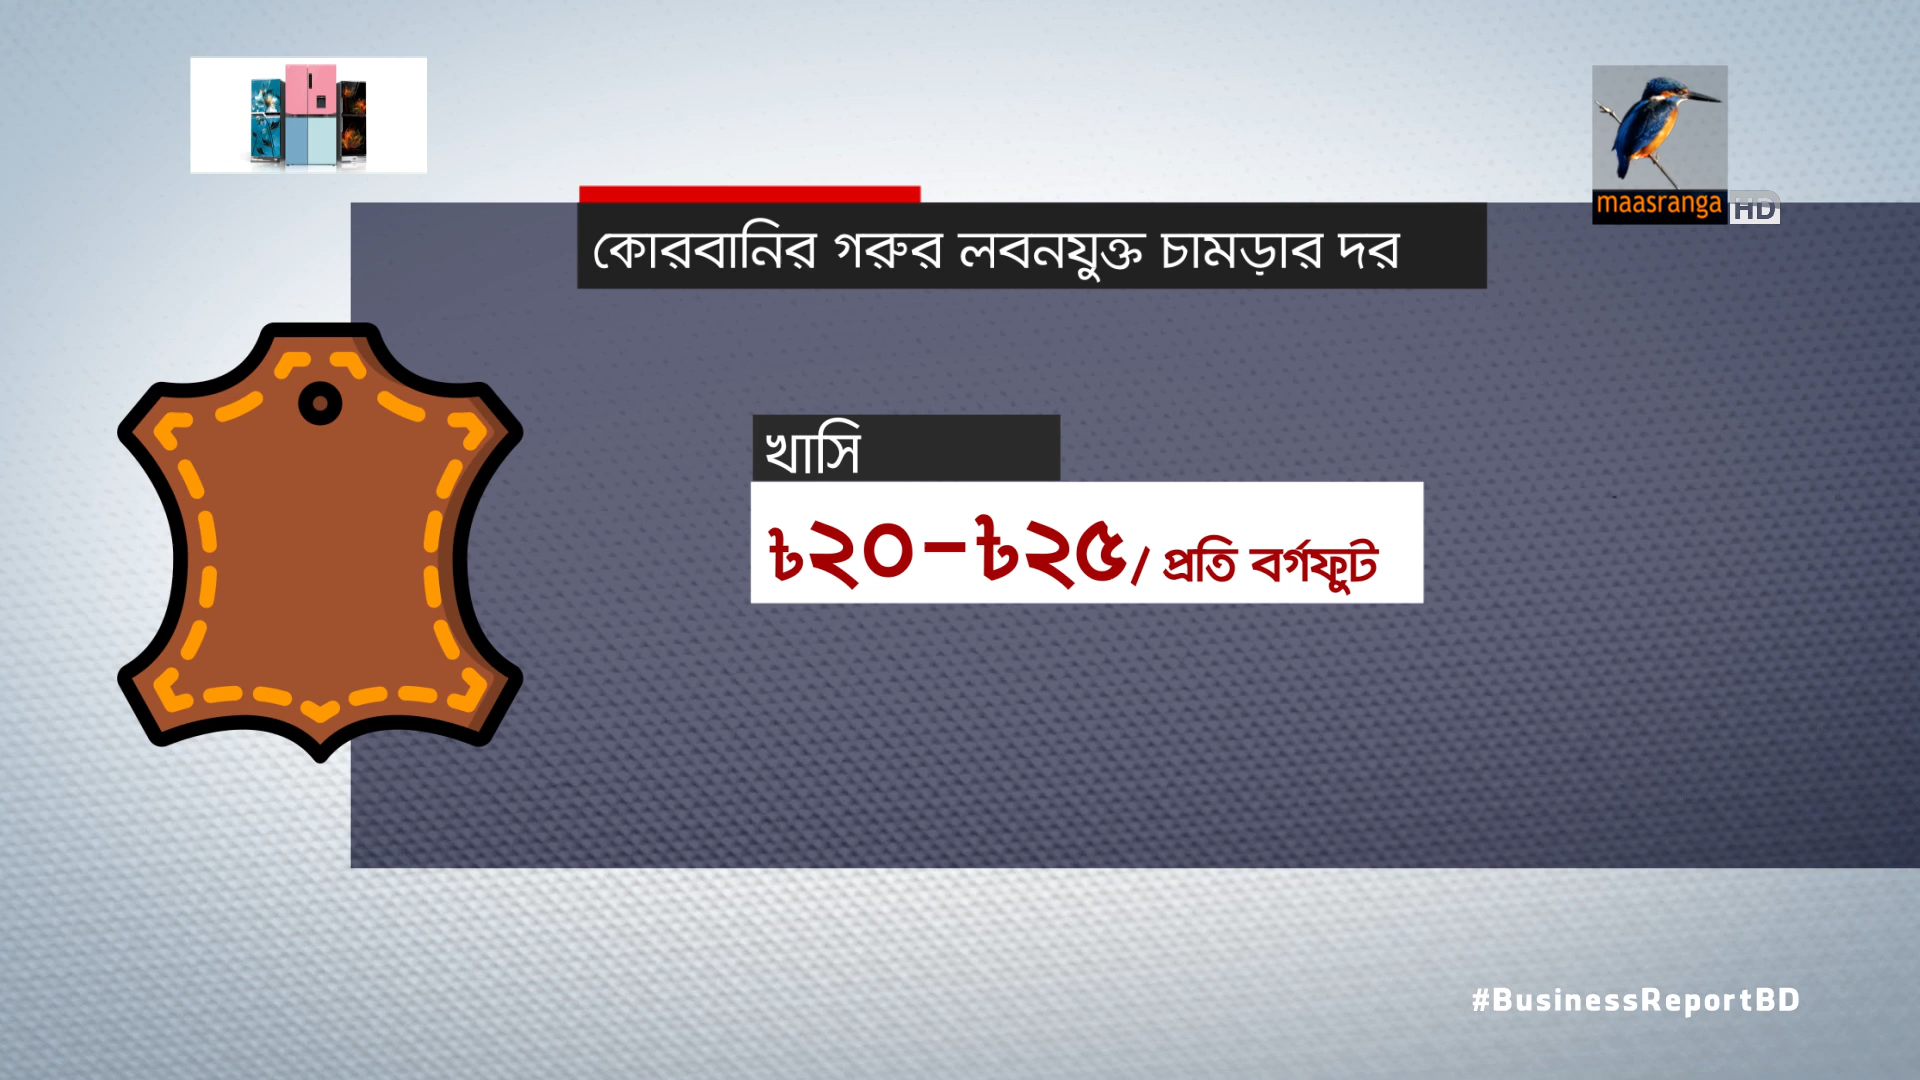 maasranga HD
কোরবানির গরুর লবনযুক্ত চামড়ার দর
খাসি
৳২০-৳২৫/ প্রতি বর্গফুট
#BusinessReportBD